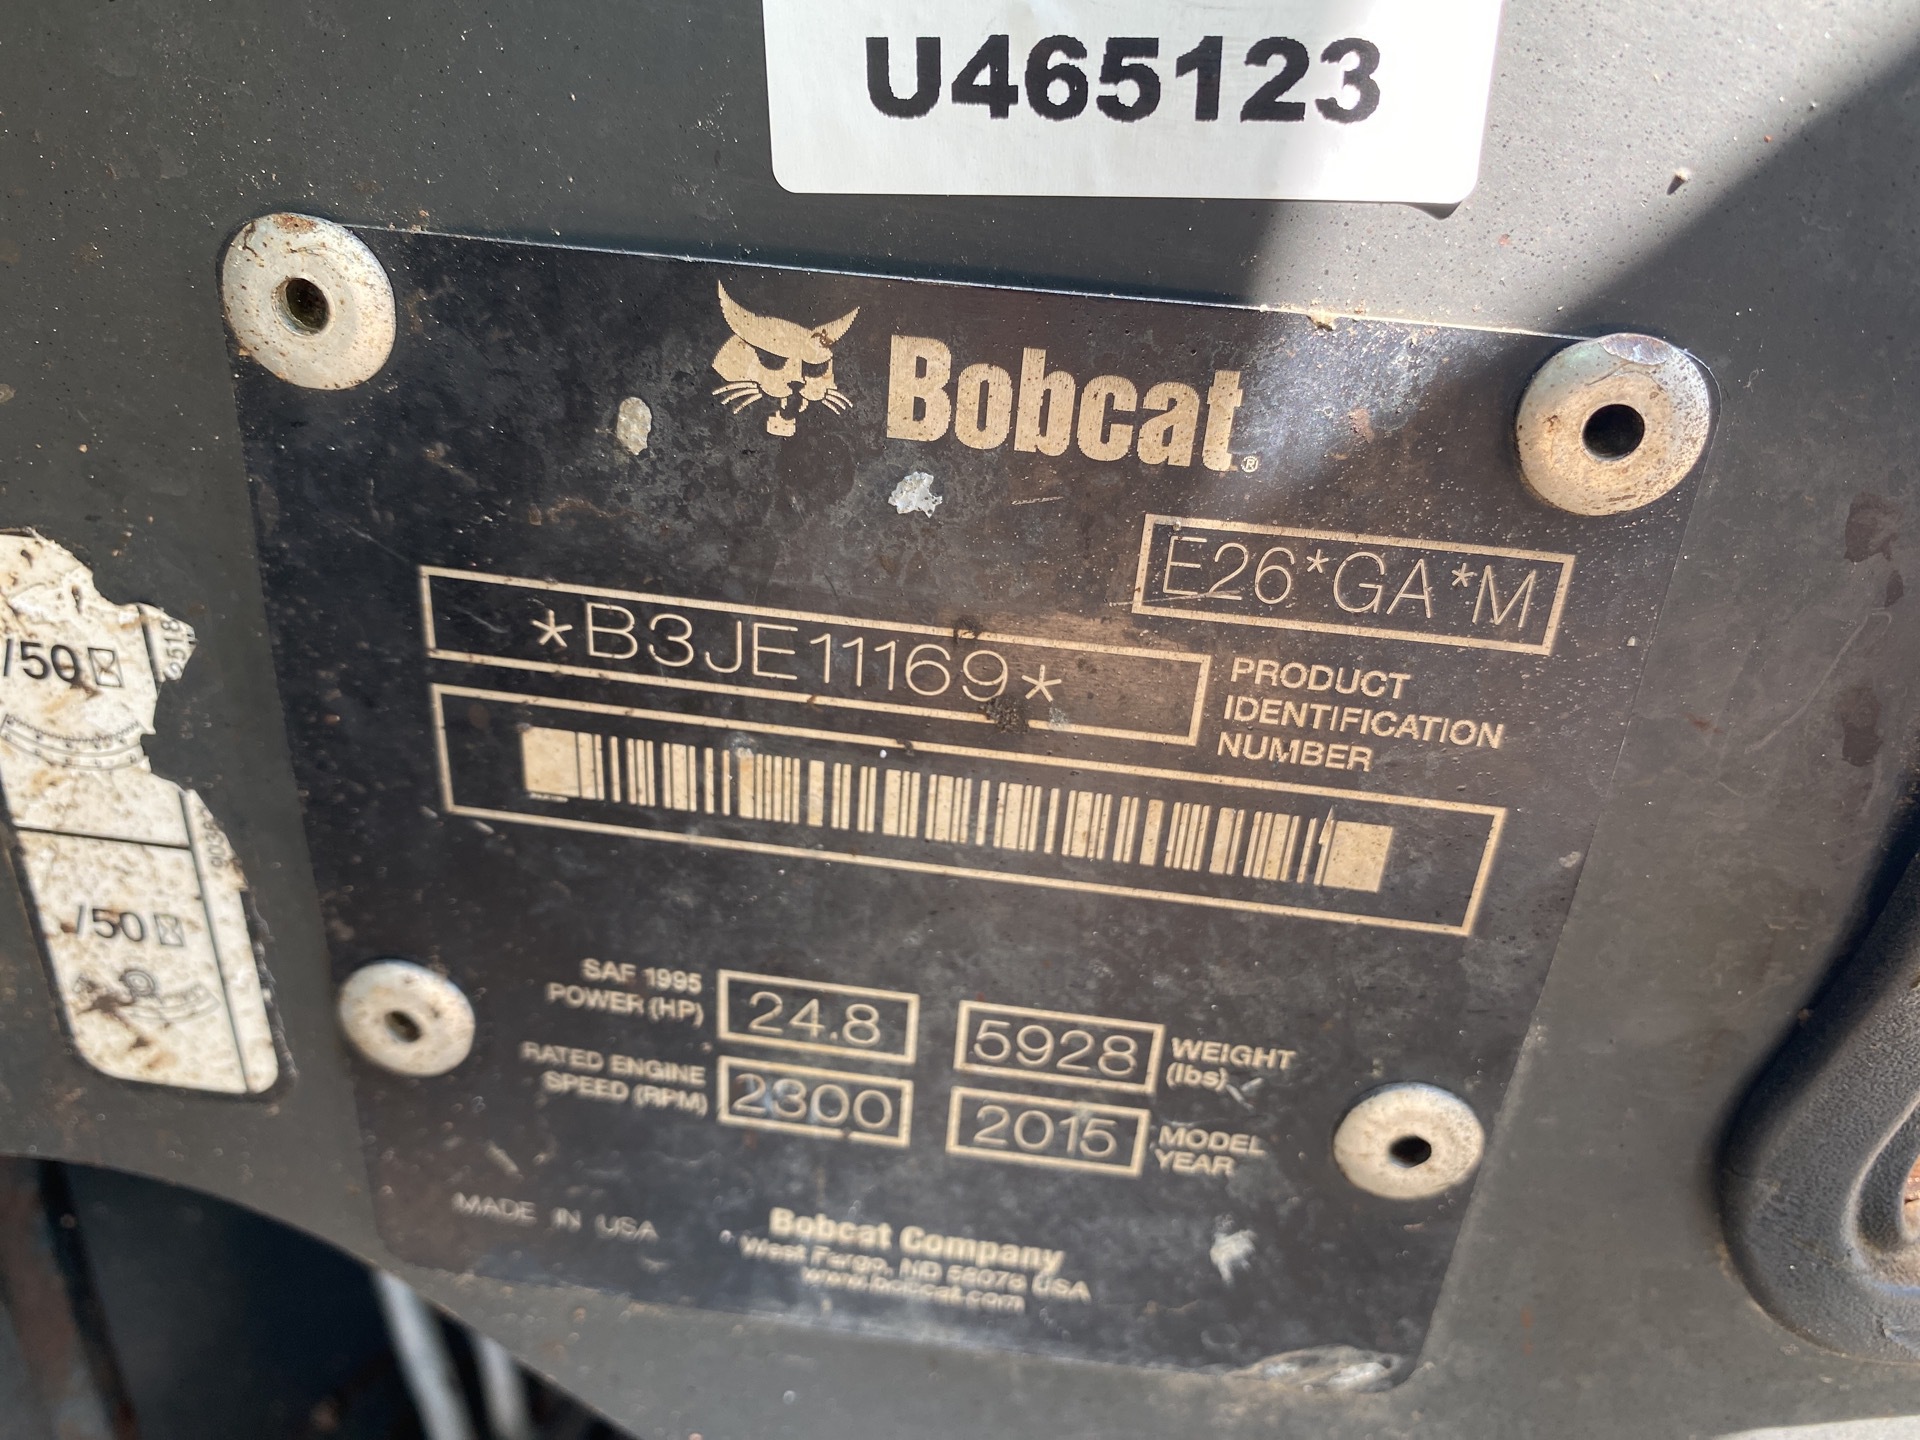 U465123
Bobcat®
E26*GA*M
*B3JE11169*
PRODUCT
IDENTIFICATION
NUMBER
SAE 1995
POWER (HP)
24.8
5928
WEIGHT
(lbs)
RATED ENGINE
SPEED (RPM)
2300
2015
MODEL
YEAR
MADE IN USA
Bobcat Company
West Fargo, ND 58078 USA
www.bobcat.com
/50
/50